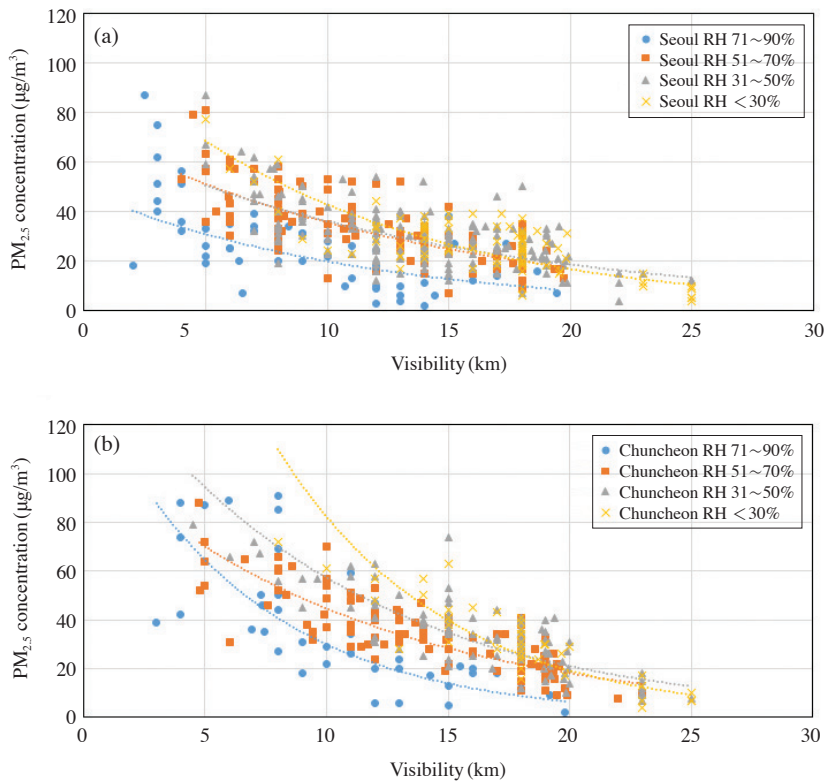 (a)
Seoul RH 71~90%
Seoul RH 51~70%
Seoul RH 31~50%
Seoul RH <30%
PM2.5 concentration (μg/m3)
120
100
80
60
40
20
0
0 5 10 15 20 25 30
Visibility (km)
(b)
Chuncheon RH 71~90%
Chuncheon RH 51~70%
Chuncheon RH 31~50%
Chuncheon RH <30%
PM2.5 concentration (μg/m3)
120
100
80
60
40
20
0
0 5 10 15 20 25 30
Visibility (km)